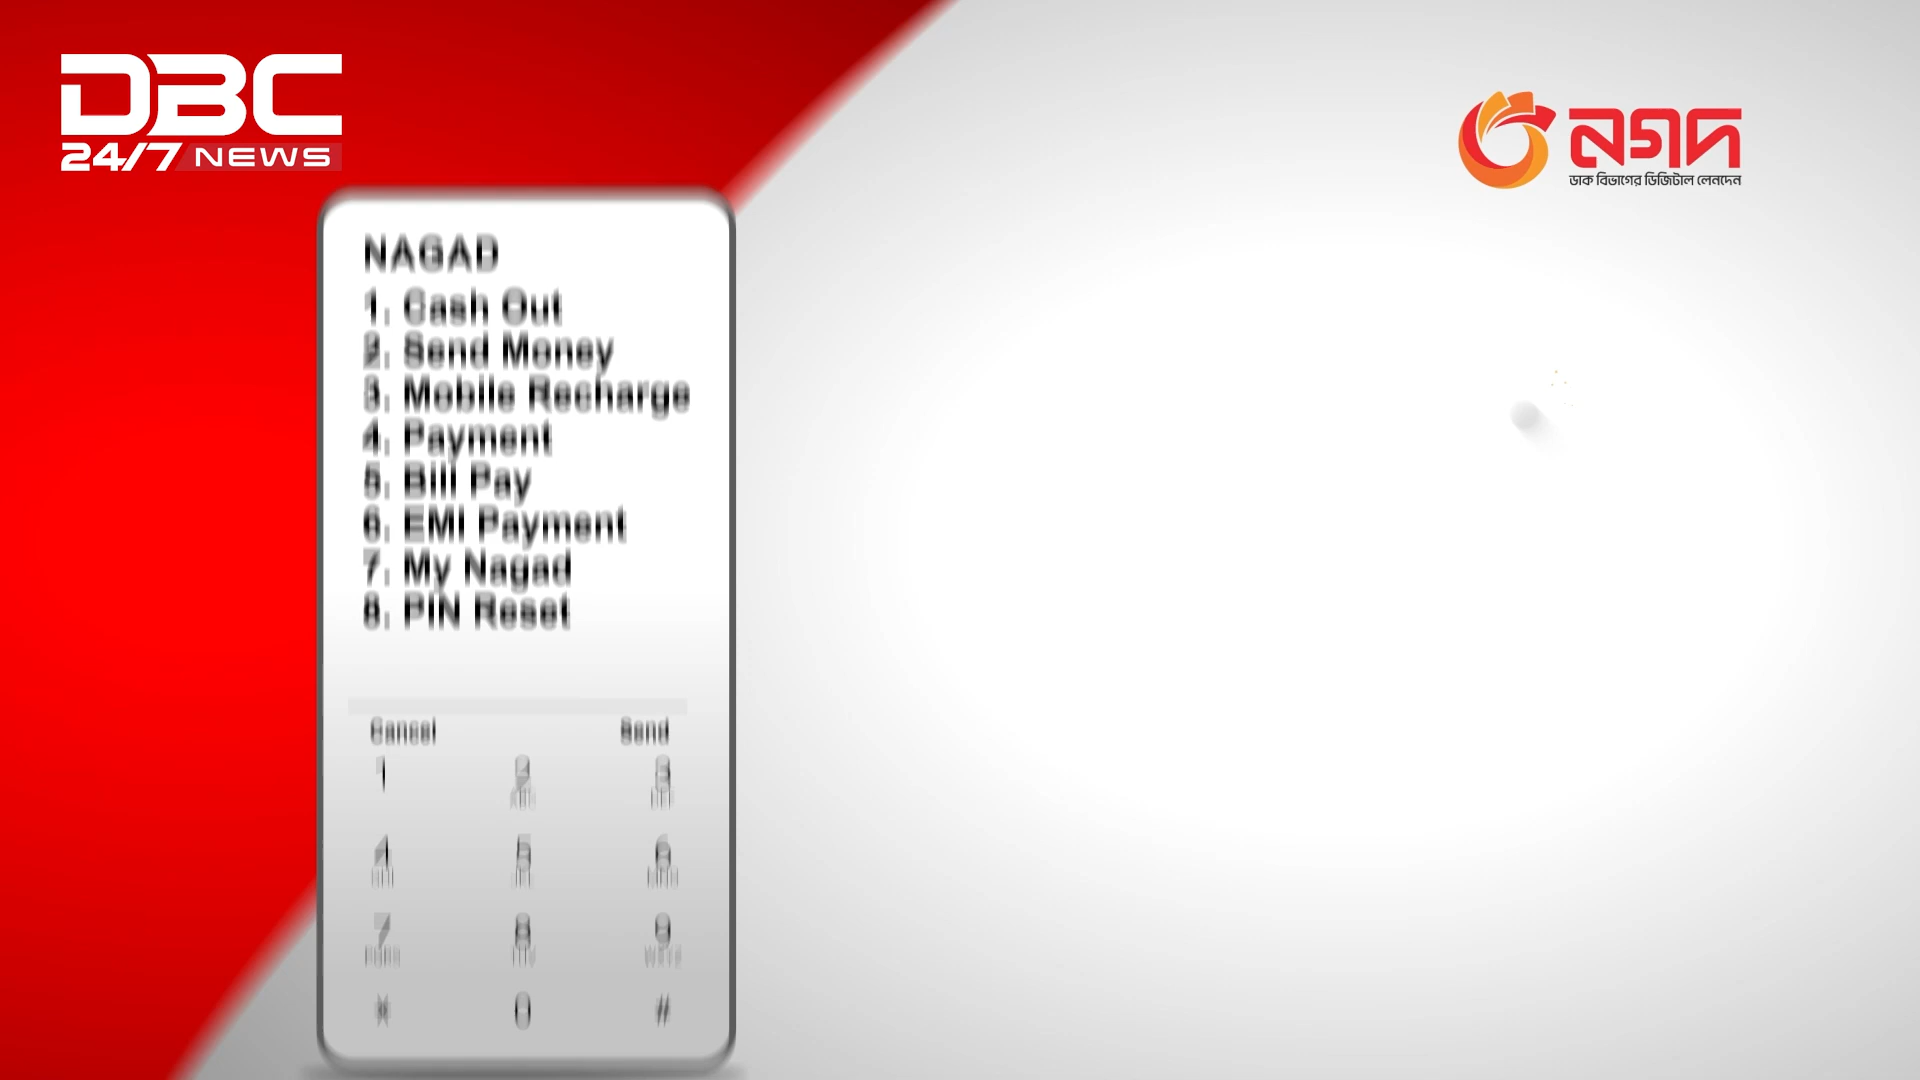 DBC
24/7 NEWS
নগদ
ডাক বিভাগের ডিজিটাল লেনদেন
NAGAD
1. Cash Out
2. Send Money
3. Mobile Recharge
4. Payment
5. Bill Pay
6. EMI Payment
7. My Nagad
8. PIN Reset
Cancel Send
1 2 3
4 5 6
7 8 9
* 0 #